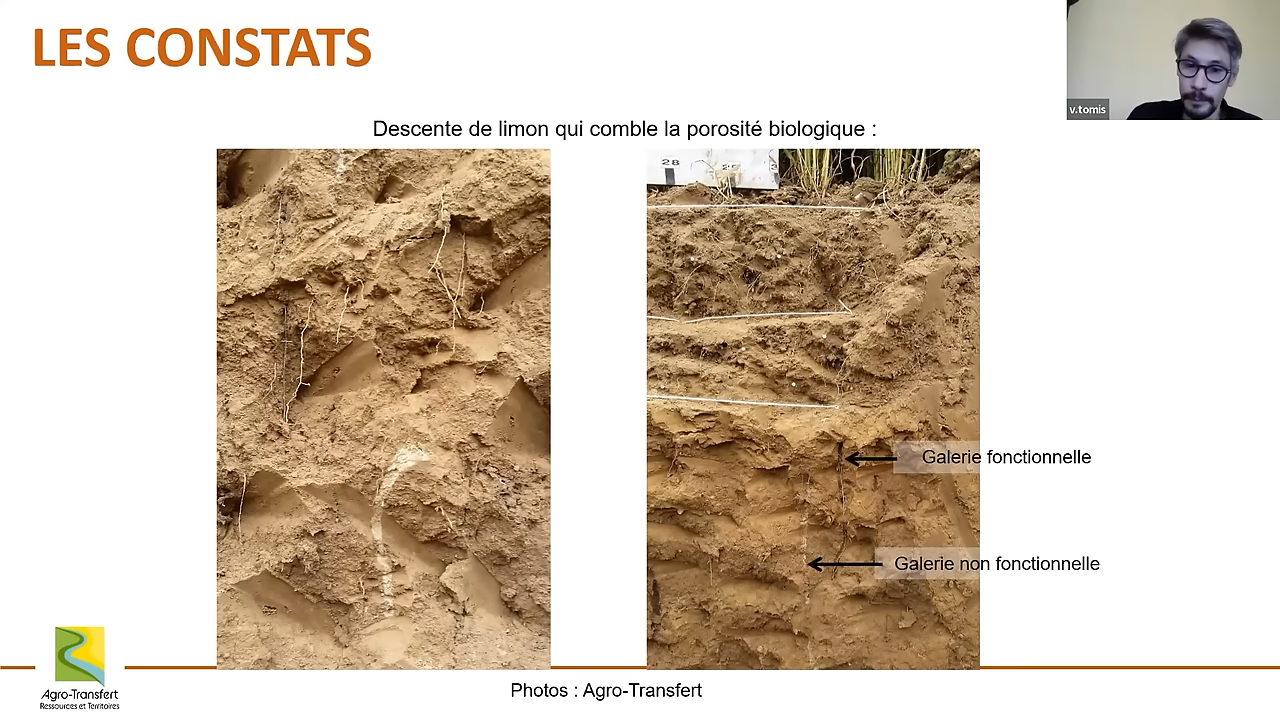 LES CONSTATS
v.tomis
Descente de limon qui comble la porosité biologique :
28
Galerie fonctionnelle
Galerie non fonctionnelle
Agro-Transfert
Ressources et Territoires
Photos : Agro-Transfert